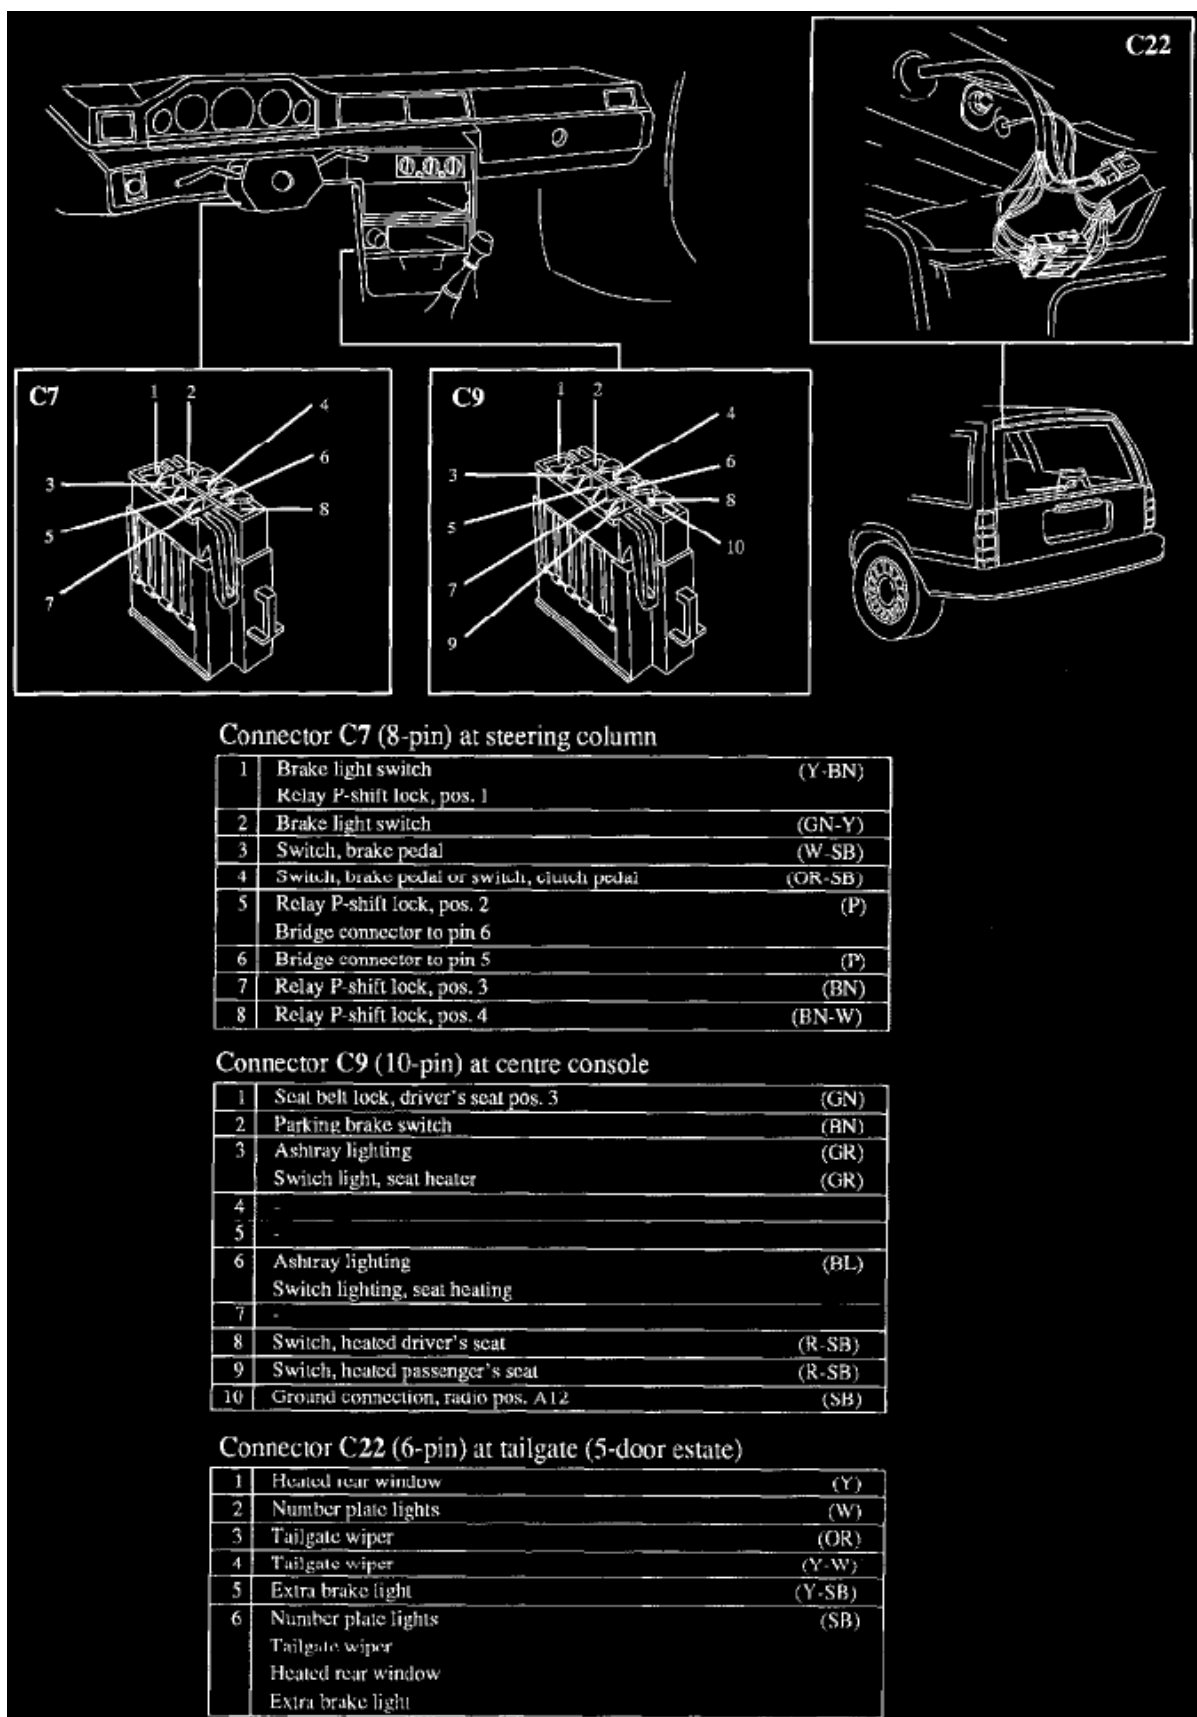 C22
C7
1 2
4
3
6
8
5
7
C9
1 2
4
3
6
8
5
10
7
9
Connector C7 (8-pin) at steering column
1 Brake light switch (Y-BN)
Relay P-shift lock, pos. 1
2 Brake light switch (GN-Y)
3 Switch, brake pedal (W-SB)
4 Switch, brake pedal or switch, clutch pedal (OR-SB)
5 Relay P-shift lock, pos. 2 (P)
Bridge connector to pin 6
6 Bridge connector to pin 5 (P)
7 Relay P-shift lock, pos. 3 (BN)
8 Relay P-shift lock, pos. 4 (BN-W)
Connector C9 (10-pin) at centre console
1 Seat belt lock, driver's seat pos. 3 (GN)
2 Parking brake switch (BN)
3 Ashtray lighting (GR)
Switch light, seat heater (GR)
4 -
5 -
6 Ashtray lighting (BL)
Switch lighting, seat heating
7 -
8 Switch, heated driver's seat (R-SB)
9 Switch, heated passenger's seat (R-SB)
10 Ground connection, radio pos. A12 (SB)
Connector C22 (6-pin) at tailgate (5-door estate)
1 Heated rear window (Y)
2 Number plate lights (W)
3 Tailgate wiper (OR)
4 Tailgate wiper (Y-W)
5 Extra brake light (Y-SB)
6 Number plate lights (SB)
Tailgate wiper
Heated rear window
Extra brake light